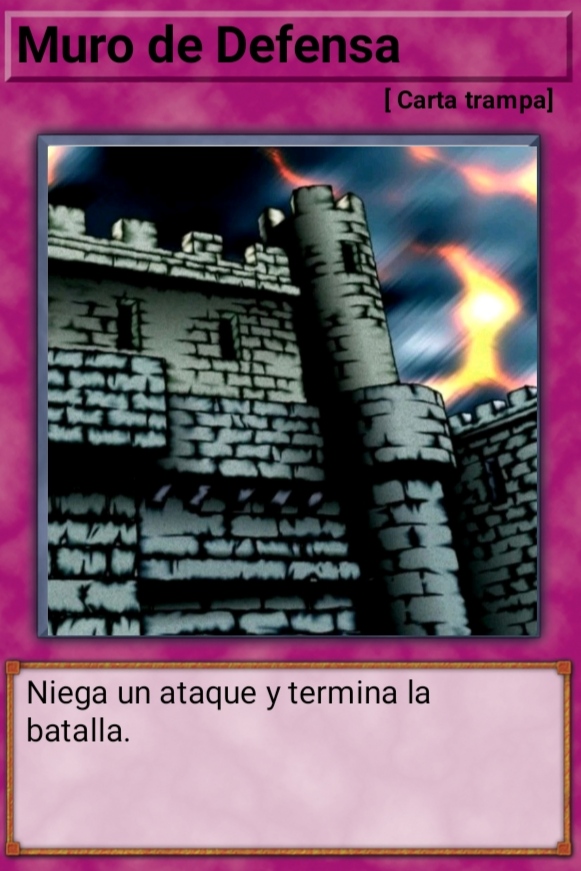 Muro de Defensa
[ Carta trampa]
Niega un ataque y termina la
batalla.